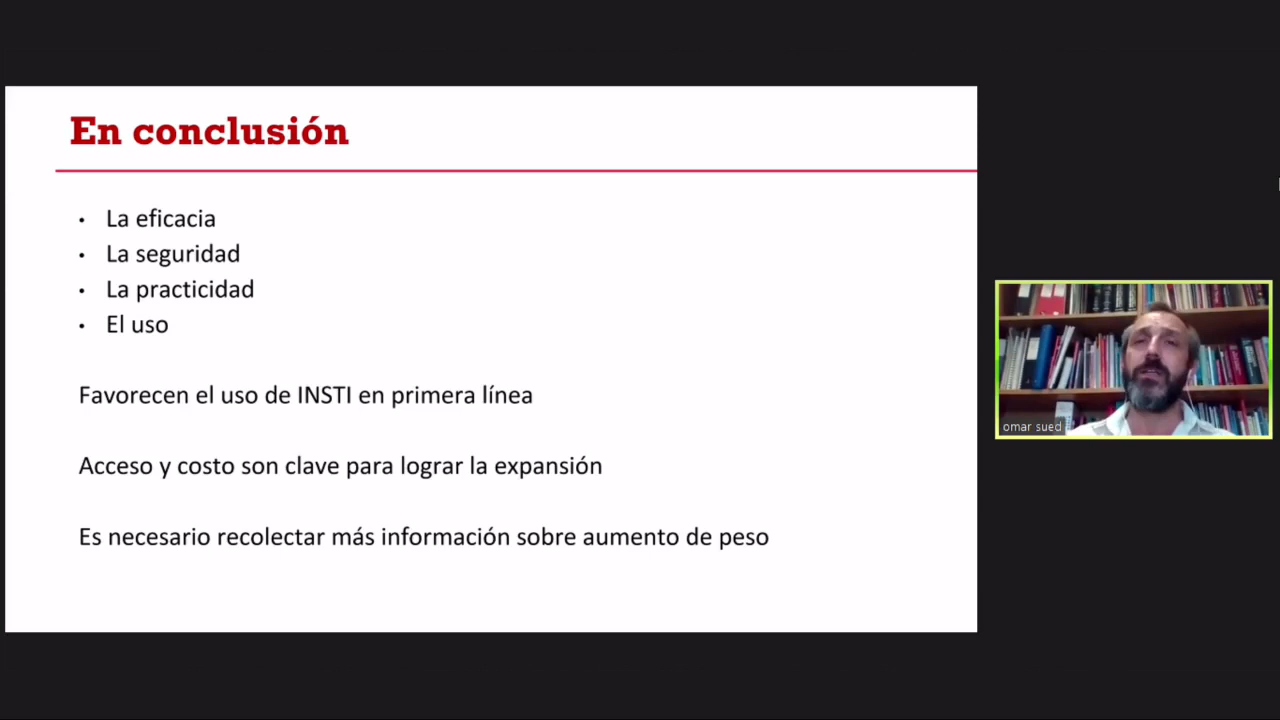 En conclusión
• La eficacia
• La seguridad
• La practicidad
• El uso
Favorecen el uso de INSTI en primera línea
Acceso y costo son clave para lograr la expansión
Es necesario recolectar más información sobre aumento de peso
omar sued